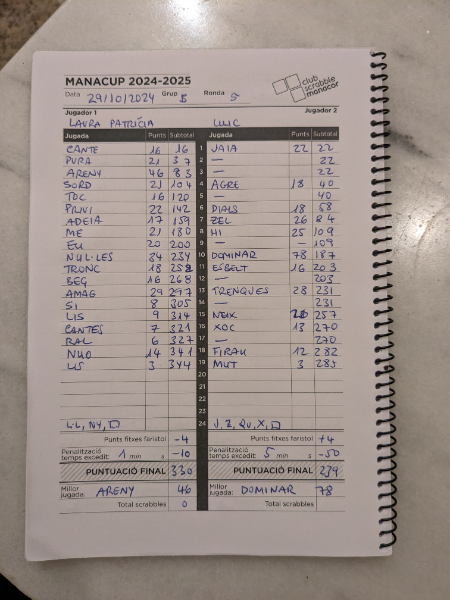 MANACUP 2024-2025
Data 29/10/2024 Grup 5 Ronda 5
club scrabble manacor
Jugador 1 Jugador 2
LAURA PATRÍCIA LLUC
Jugada Punts Subtotal Jugada Punts Subtotal
CANTE 16 16 1 VAIA 22 22
PURA 21 37 2 — 22
ARENY 46 83 3 — 22
SORD 21 104 4 AGRE 18 40
TOC 16 120 5 — 40
PRIVI 22 142 6 DIALS 18 58
ADEIA 17 159 7 ZEL 26 84
ME 21 180 8 HI 25 109
EU 20 200 9 — — 109
NUL·LES 34 234 10 DOMINAR 78 187
TRONC 18 252 11 ESBELT 16 203
BEG 16 268 12 203
AMAG 29 297 13 TRENQUES 28 231
SI 8 305 14 — 231
LIS 9 314 15 NEIX 257
CANTES 7 321 16 XOC 13 270
RAL 6 327 17 — 270
NUO 14 341 18 FIRAU 12 282
US 3 344 19 MUT 3 285
20
21
22
23
L·L, NY, □ 24 J, Z, QU, X, □
Punts fitxes faristol -4 Punts fitxes faristol +4
Penalització temps excedit: 1 min s -10 Penalització temps excedit: 5 min s -50
PUNTUACIÓ FINAL 330 PUNTUACIÓ FINAL
Millor jugada: ARENY 46 Millor jugada: DOMINAR 78
Total scrabbles 0 Total scrabbles